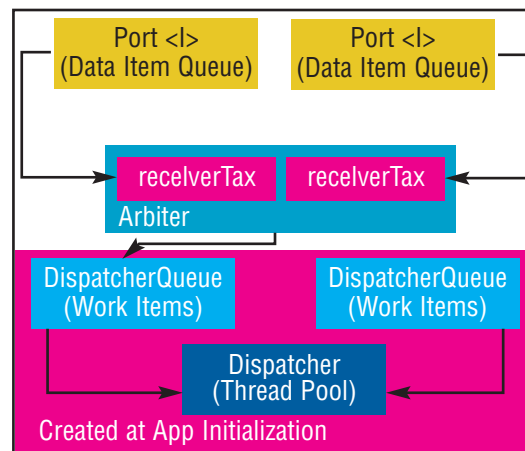 Port <I>
(Data Item Queue)
Port <I>
(Data Item Queue)
recelverTax
recelverTax
Arbiter
DispatcherQueue
(Work Items)
DispatcherQueue
(Work Items)
Dispatcher
(Thread Pool)
Created at App Initialization